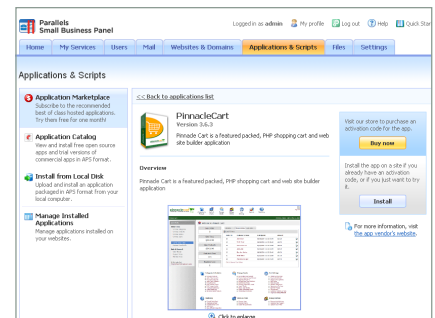 Parallels
Small Business Panel
Logged in as admin My profile Log out Help Quick Start
Home My Services Users Mail Websites & Domains Applications & Scripts Files Settings
Applications & Scripts
Application Marketplace
Subscribe to the recommended
best of class hosted applications.
Try them free for one month!
Application Catalog
View and install free open source
apps and trial versions of
commercial apps in APS format.
Install from Local Disk
Upload and install an application
packaged in APS format from your
local computer.
Manage Installed
Applications
Manage applications installed on
your websites.
<< Back to applications list
PinnacleCart
Version 3.6.3
Pinnacle Cart is a featured packed, PHP shopping cart and web
site builder application
Overview
Pinnacle Cart is a featured packed, PHP shopping cart and web site builder
application
Click to enlarge
Visit our store to purchase an
activation code for the app.
Buy now
Install the app on a site if you
already have an activation
code, or if you just want to try
it.
Install
For more information, visit
the app vendor's website.